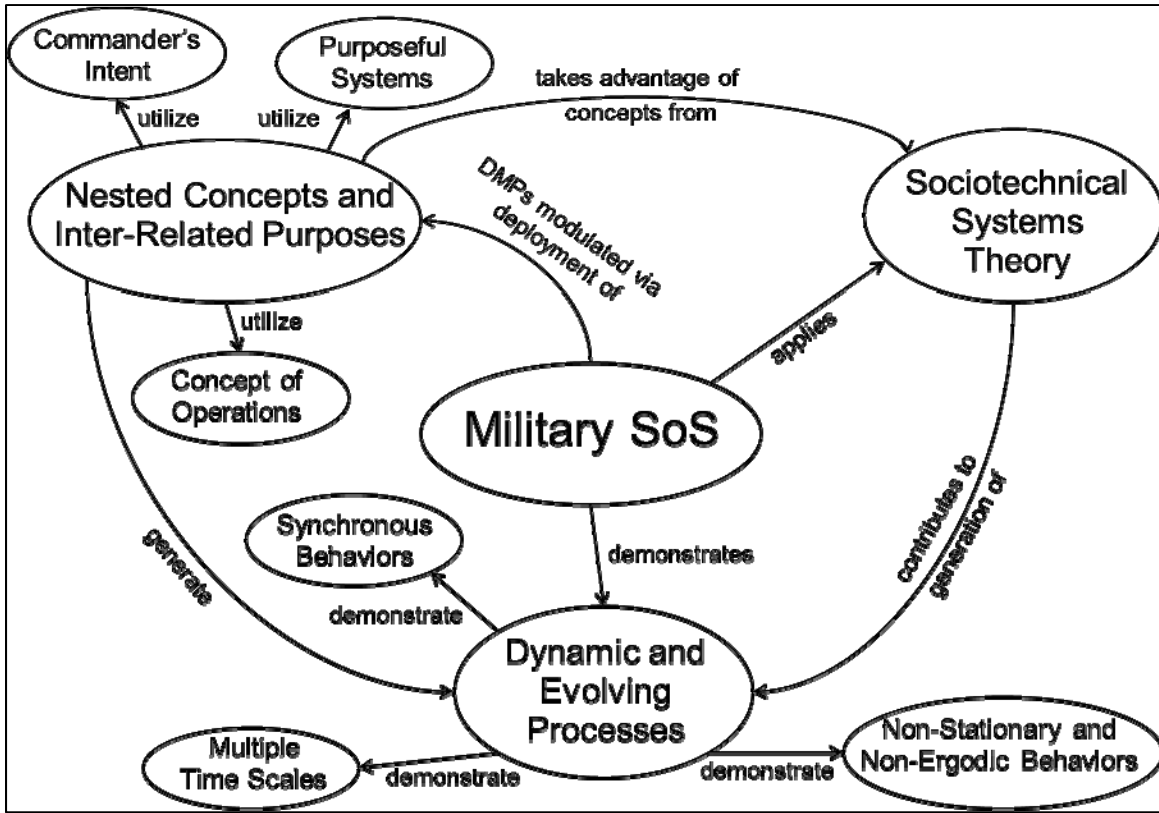 Commander's
Intent
Purposeful
Systems
takes advantage of
concepts from
utilize
utilize
Nested Concepts and
Inter-Related Purposes
DMPs modulated via
deployment of
Sociotechnical
Systems
Theory
utilize
applies
Concept of
Operations
Military SoS
contributes to
generation of
Synchronous
Behaviors
generate
demonstrates
demonstrate
Dynamic and
Evolving
Processes
Multiple
Time Scales
demonstrate
demonstrate
Non-Stationary and
Non-Ergodic Behaviors